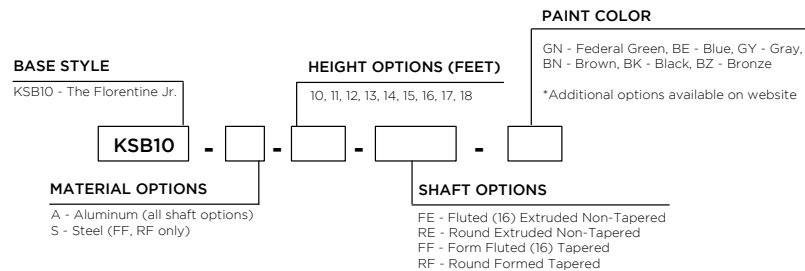 PAINT COLOR
GN - Federal Green, BE - Blue, GY - Gray,
BN - Brown, BK - Black, BZ - Bronze
*Additional options available on website
BASE STYLE
KSB10 - The Florentine Jr.
HEIGHT OPTIONS (FEET)
10, 11, 12, 13, 14, 15, 16, 17, 18
KSB10 - - - -
MATERIAL OPTIONS
A - Aluminum (all shaft options)
S - Steel (FF, RF only)
SHAFT OPTIONS
FE - Fluted (16) Extruded Non-Tapered
RE - Round Extruded Non-Tapered
FF - Form Fluted (16) Tapered
RF - Round Formed Tapered